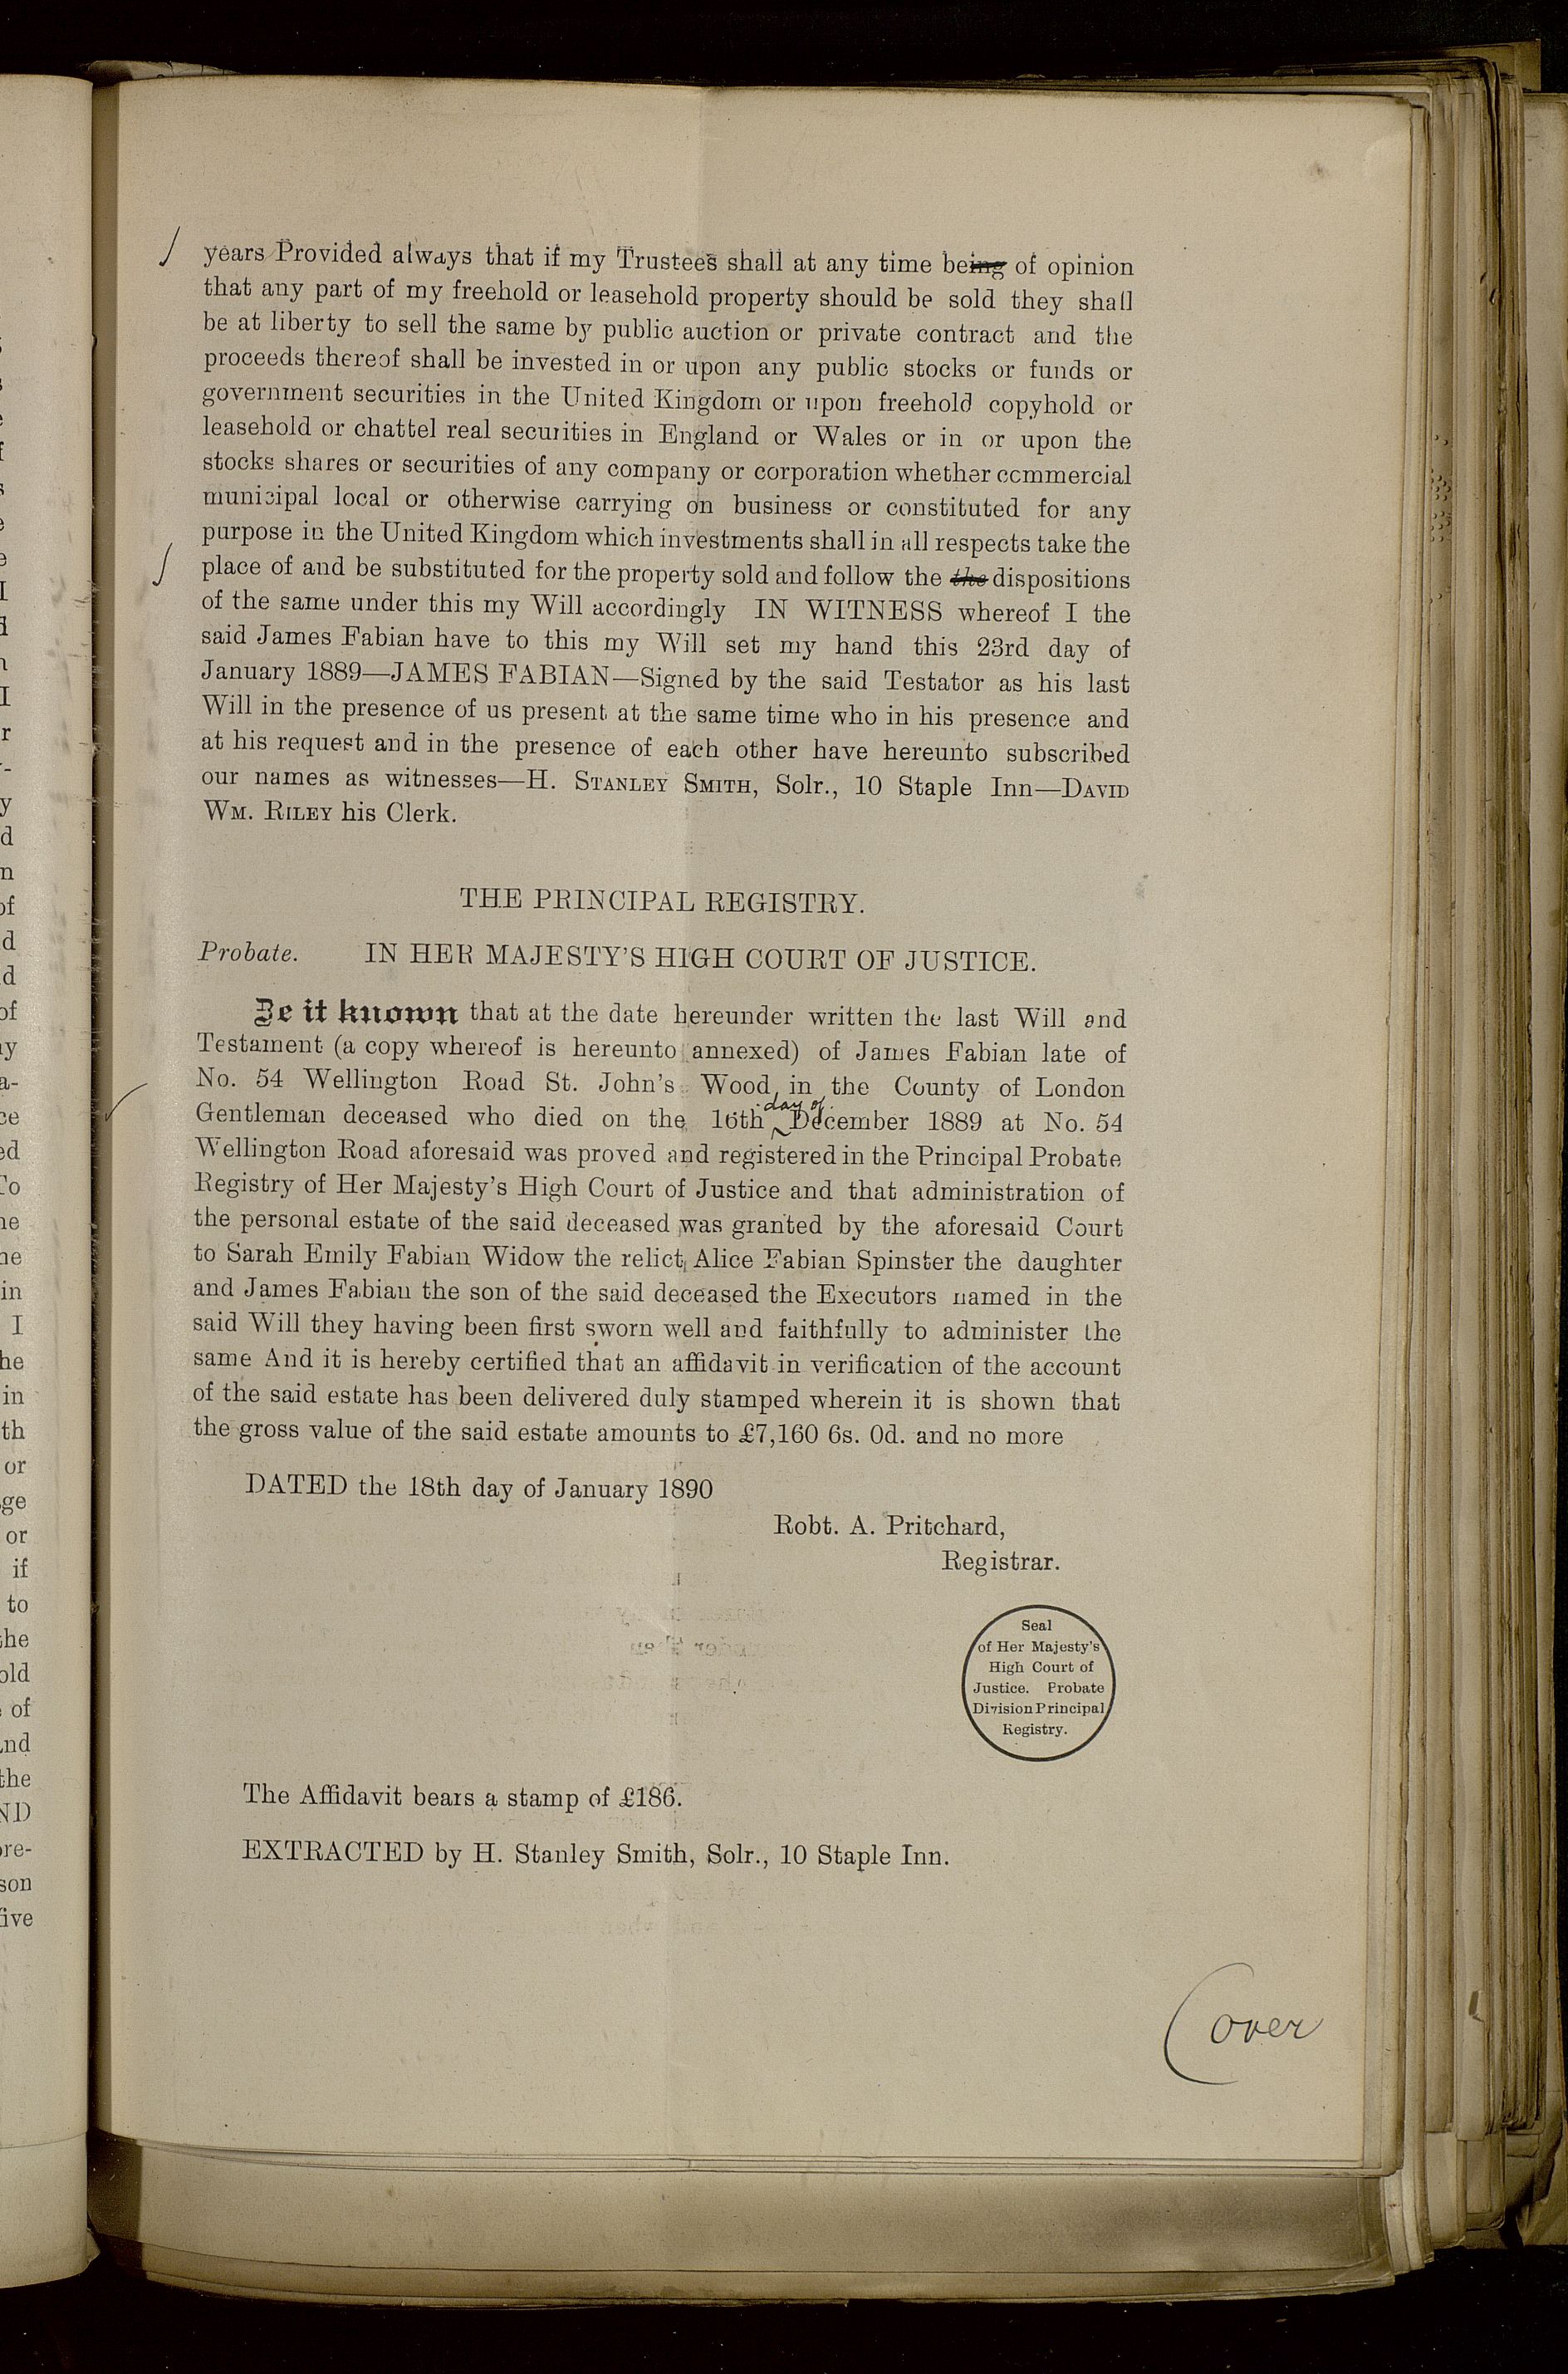 years Provided always that if my Trustees shall at any time being of opinion
that any part of my freehold or leasehold property should be sold they shall
be at liberty to sell the same by public auction or private contract and the
proceeds thereof shall be invested in or upon any public stocks or funds or
government securities in the United Kingdom or upon freehold copyhold or
leasehold or chattel real securities in England or Wales or in or upon the
stocks shares or securities of any company or corporation whether commercial
municipal local or otherwise carrying on business or constituted for any
purpose in the United Kingdom which investments shall in all respects take the
place of and be substituted for the property sold and follow the the dispositions
of the same under this my Will accordingly IN WITNESS whereof I the
said James Fabian have to this my Will set my hand this 23rd day of
January 1889—JAMES FABIAN—Signed by the said Testator as his last
Will in the presence of us present at the same time who in his presence and
at his request and in the presence of each other have hereunto subscribed
our names as witnesses—H. STANLEY SMITH, Solr., 10 Staple Inn—DAVID
WM. RILEY his Clerk.
THE PRINCIPAL REGISTRY.
Probate. IN HER MAJESTY'S HIGH COURT OF JUSTICE.
Be it known that at the date hereunder written the last Will and
Testament (a copy whereof is hereunto annexed) of James Fabian late of
No. 54 Wellington Road St. John's Wood in the County of London
Gentleman deceased who died on the 16th day of December 1889 at No. 54
Wellington Road aforesaid was proved and registered in the Principal Probate
Registry of Her Majesty's High Court of Justice and that administration of
the personal estate of the said deceased was granted by the aforesaid Court
to Sarah Emily Fabian Widow the relict Alice Fabian Spinster the daughter
and James Fabian the son of the said deceased the Executors named in the
said Will they having been first sworn well and faithfully to administer the
same And it is hereby certified that an affidavit in verification of the account
of the said estate has been delivered duly stamped wherein it is shown that
the gross value of the said estate amounts to £7,160 6s. 0d. and no more
DATED the 18th day of January 1890
Robt. A. Pritchard,
Registrar.
Seal
of Her Majesty's
High Court of
Justice. Probate
Division Principal
Registry.
The Affidavit bears a stamp of £186.
EXTRACTED by H. Stanley Smith, Solr., 10 Staple Inn.
(over